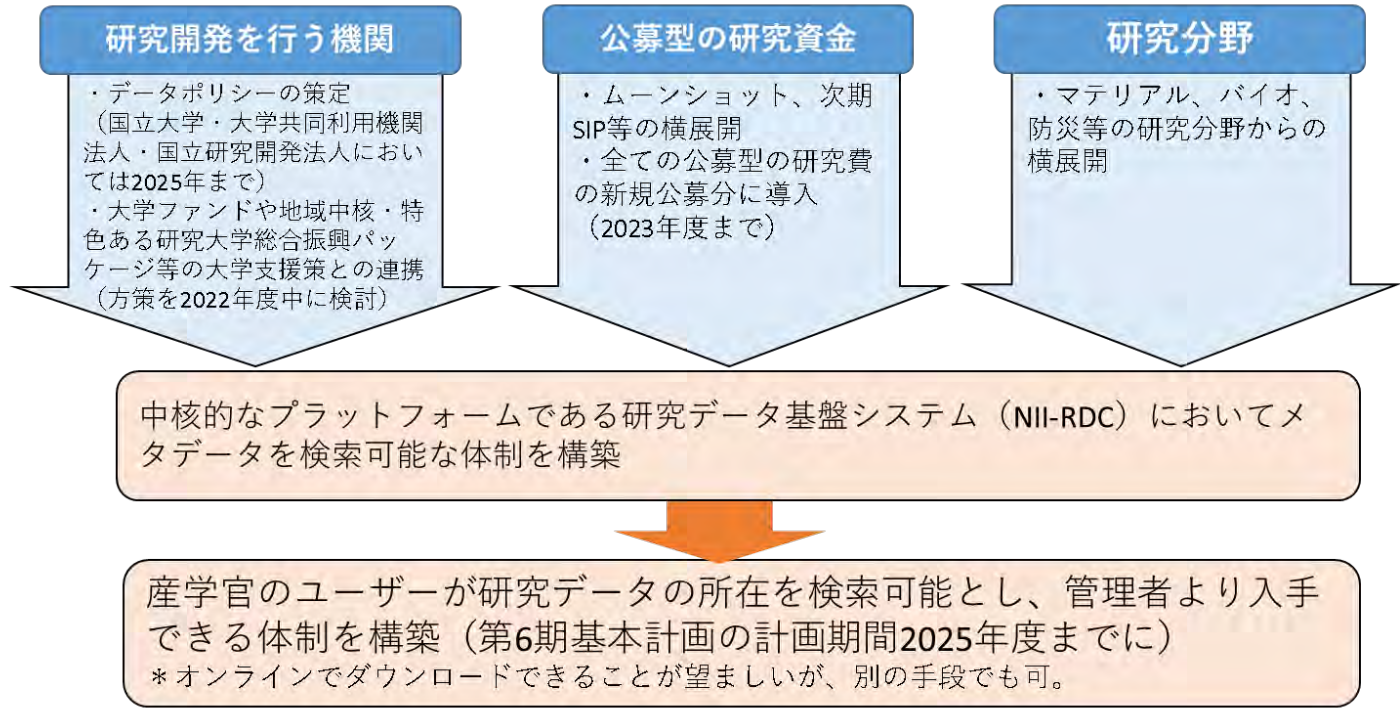 研究開発を行う機関
・データポリシーの策定
（国立大学・大学共同利用機関
法人・国立研究開発法人におい
ては2025年まで）
・大学ファンドや地域中核・特
色ある研究大学総合振興パッ
ケージ等の大学支援策との連携
（方策を2022年度中に検討）
公募型の研究資金
・ムーンショット、次期
SIP等の横展開
・全ての公募型の研究費
の新規公募分に導入
（2023年度まで）
研究分野
・マテリアル、バイオ、
防災等の研究分野からの
横展開
中核的なプラットフォームである研究データ基盤システム（NII-RDC）においてメ
タデータを検索可能な体制を構築
産学官のユーザーが研究データの所在を検索可能とし、管理者より入手
できる体制を構築（第6期基本計画の計画期間2025年度までに）
＊オンラインでダウンロードできることが望ましいが、別の手段でも可。